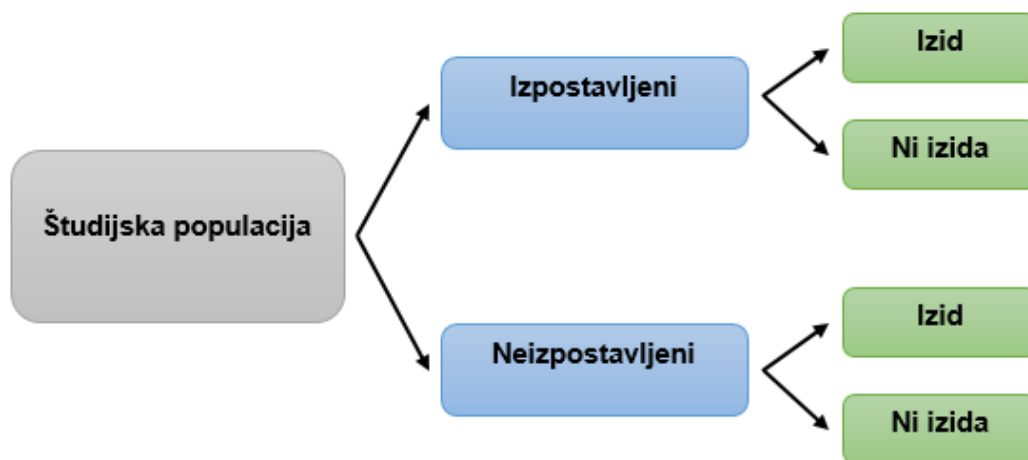 Študijska populacija
Izpostavljeni
Izid
Ni izida
Neizpostavljeni
Izid
Ni izida